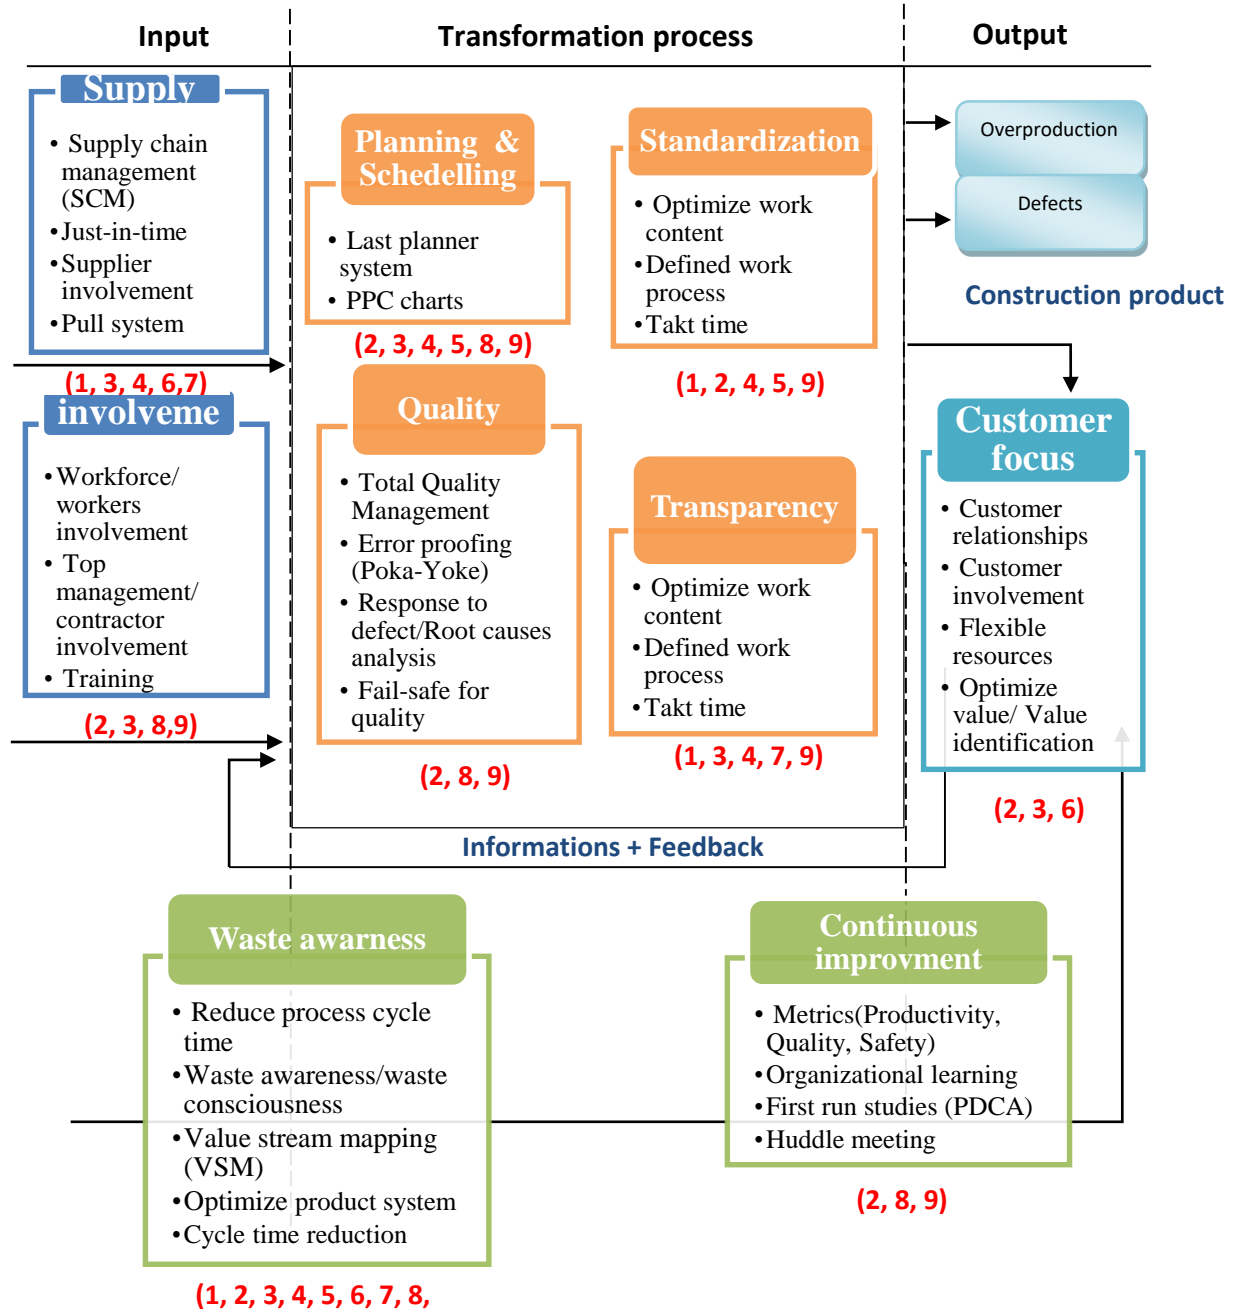 Input
Transformation process
Output
Supply
• Supply chain
management
(SCM)
•Just-in-time
•Supplier
involvement
•Pull system
(1, 3, 4, 6,7)
involveme
•Workforce/
workers
involvement
• Top
management/
contractor
involvement
•Training
(2, 3, 8,9)
Planning &
Schedelling
• Last planner
system
• PPC charts
(2, 3, 4, 5, 8, 9)
Quality
• Total Quality
Management
• Error proofing
(Poka-Yoke)
• Response to
defect/Root causes
analysis
• Fail-safe for
quality
(2, 8, 9)
Standardization
• Optimize work
content
•Defined work
process
•Takt time
(1, 2, 4, 5, 9)
Transparency
• Optimize work
content
•Defined work
process
•Takt time
(1, 3, 4, 7, 9)
Overproduction
Defects
Construction product
Customer
focus
• Customer
relationships
• Customer
involvement
• Flexible
resources
• Optimize
value/ Value
identification
(2, 3, 6)
Informations + Feedback
Waste awarness
• Reduce process cycle
time
•Waste awareness/waste
consciousness
•Value stream mapping
(VSM)
•Optimize product system
•Cycle time reduction
(1, 2, 3, 4, 5, 6, 7, 8,
Continuous
improvment
• Metrics(Productivity,
Quality, Safety)
•Organizational learning
•First run studies (PDCA)
•Huddle meeting
(2, 8, 9)